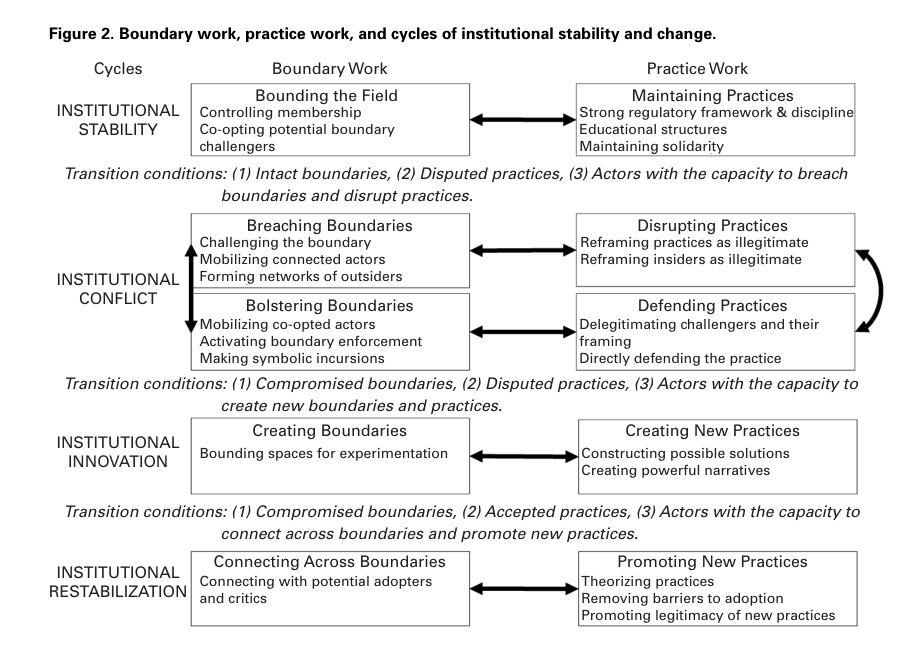 Figure 2. Boundary work, practice work, and cycles of institutional stability and change.
Cycles
Boundary Work
Practice Work
INSTITUTIONAL
STABILITY
Bounding the Field
Controlling membership
Co-opting potential boundary
challengers
Maintaining Practices
Strong regulatory framework & discipline
Educational structures
Maintaining solidarity
Transition conditions: (1) Intact boundaries, (2) Disputed practices, (3) Actors with the capacity to breach
boundaries and disrupt practices.
INSTITUTIONAL
CONFLICT
Breaching Boundaries
Challenging the boundary
Mobilizing connected actors
Forming networks of outsiders
Disrupting Practices
Reframing practices as illegitimate
Reframing insiders as illegitimate
Bolstering Boundaries
Mobilizing co-opted actors
Activating boundary enforcement
Making symbolic incursions
Defending Practices
Delegitimating challengers and their
framing
Directly defending the practice
Transition conditions: (1) Compromised boundaries, (2) Disputed practices, (3) Actors with the capacity to
create new boundaries and practices.
INSTITUTIONAL
INNOVATION
Creating Boundaries
Bounding spaces for experimentation
Creating New Practices
Constructing possible solutions
Creating powerful narratives
Transition conditions: (1) Compromised boundaries, (2) Accepted practices, (3) Actors with the capacity to
connect across boundaries and promote new practices.
INSTITUTIONAL
RESTABILIZATION
Connecting Across Boundaries
Connecting with potential adopters
and critics
Promoting New Practices
Theorizing practices
Removing barriers to adoption
Promoting legitimacy of new practices